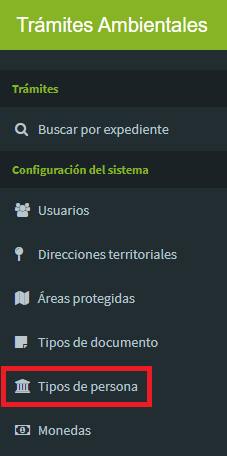 Trámites Ambientales
Trámites
Buscar por expediente
Configuración del sistema
Usuarios
Direcciones territoriales
Áreas protegidas
Tipos de documento
Tipos de persona
Monedas